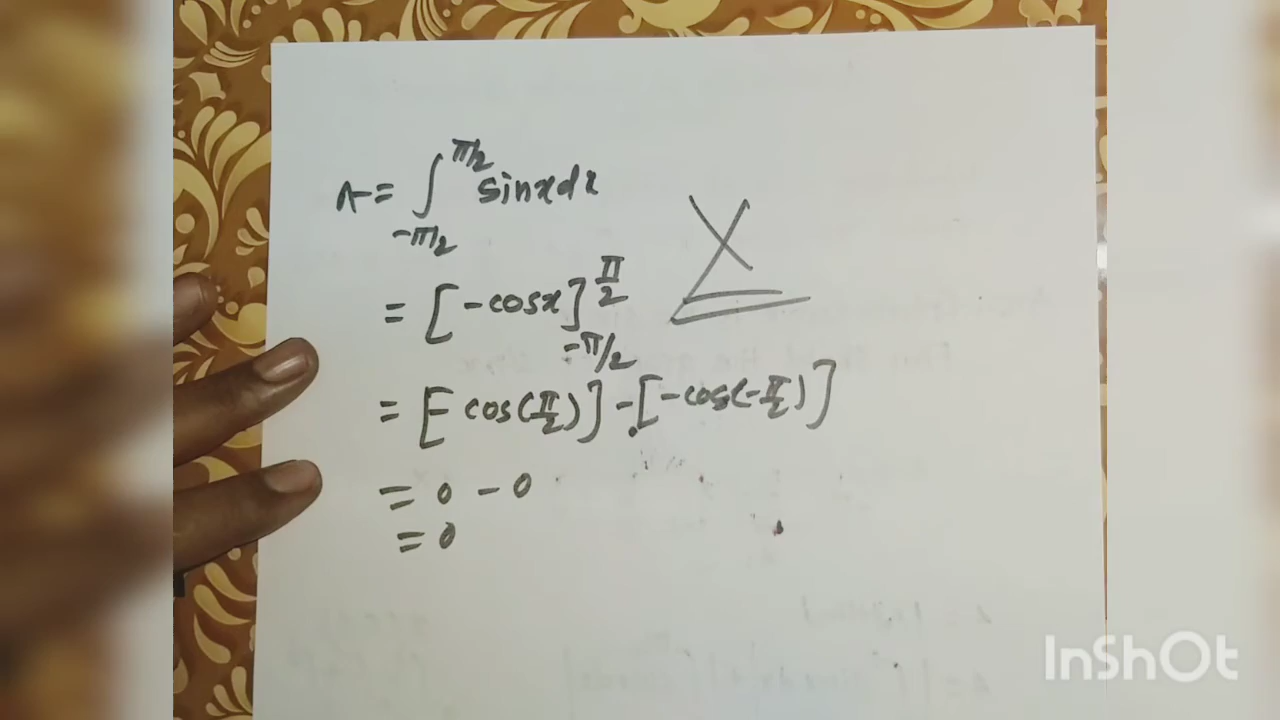 A = ∫_{-π/2}^{π/2} sinx dx
= [-cosx]_{-π/2}^{π/2}
= [- cos(π/2)] - [-cos(-π/2)]
= 0 - 0
= 0
InShOt